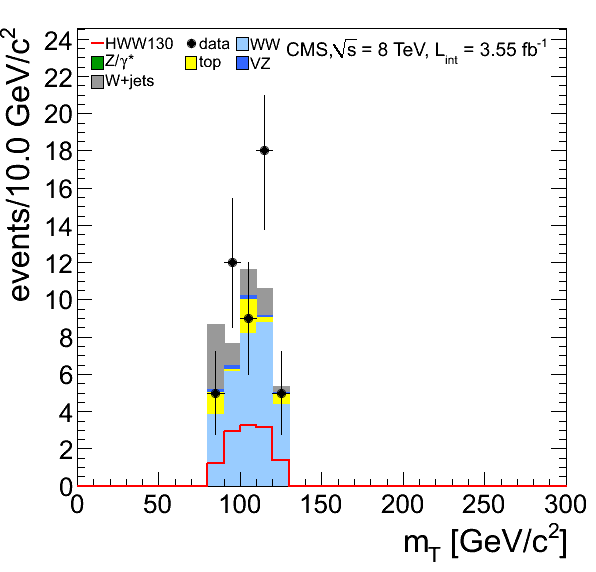 HWW130 data WW CMS,√s = 8 TeV, L_int = 3.55 fb⁻¹
Z/γ* top VZ
W+jets
events/10.0 GeV/c²
24
22
20
18
16
14
12
10
8
6
4
2
0
0 50 100 150 200 250 300
m_T [GeV/c²]